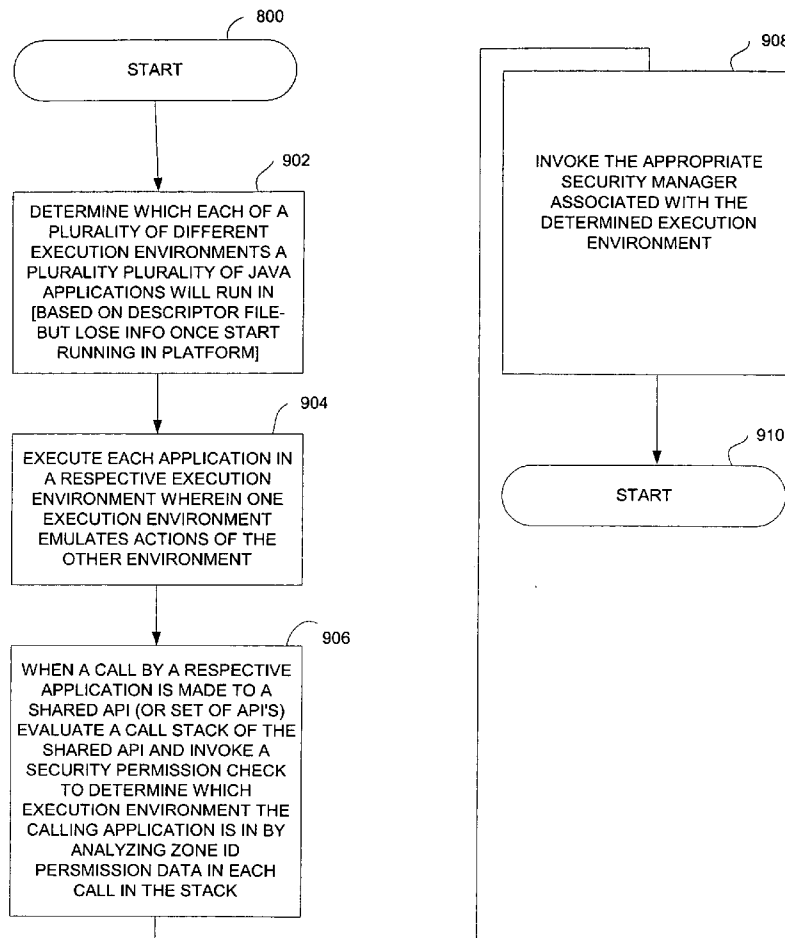 800
START
902
DETERMINE WHICH EACH OF A
PLURALITY OF DIFFERENT
EXECUTION ENVIRONMENTS A
PLURALITY PLURALITY OF JAVA
APPLICATIONS WILL RUN IN
[BASED ON DESCRIPTOR FILE-
BUT LOSE INFO ONCE START
RUNNING IN PLATFORM]
904
EXECUTE EACH APPLICATION IN
A RESPECTIVE EXECUTION
ENVIRONMENT WHEREIN ONE
EXECUTION ENVIRONMENT
EMULATES ACTIONS OF THE
OTHER ENVIRONMENT
906
WHEN A CALL BY A RESPECTIVE
APPLICATION IS MADE TO A
SHARED API (OR SET OF API'S)
EVALUATE A CALL STACK OF THE
SHARED API AND INVOKE A
SECURITY PERMISSION CHECK
TO DETERMINE WHICH
EXECUTION ENVIRONMENT THE
CALLING APPLICATION IS IN BY
ANALYZING ZONE ID
PERSMISSION DATA IN EACH
CALL IN THE STACK
908
INVOKE THE APPROPRIATE
SECURITY MANAGER
ASSOCIATED WITH THE
DETERMINED EXECUTION
ENVIRONMENT
910
START